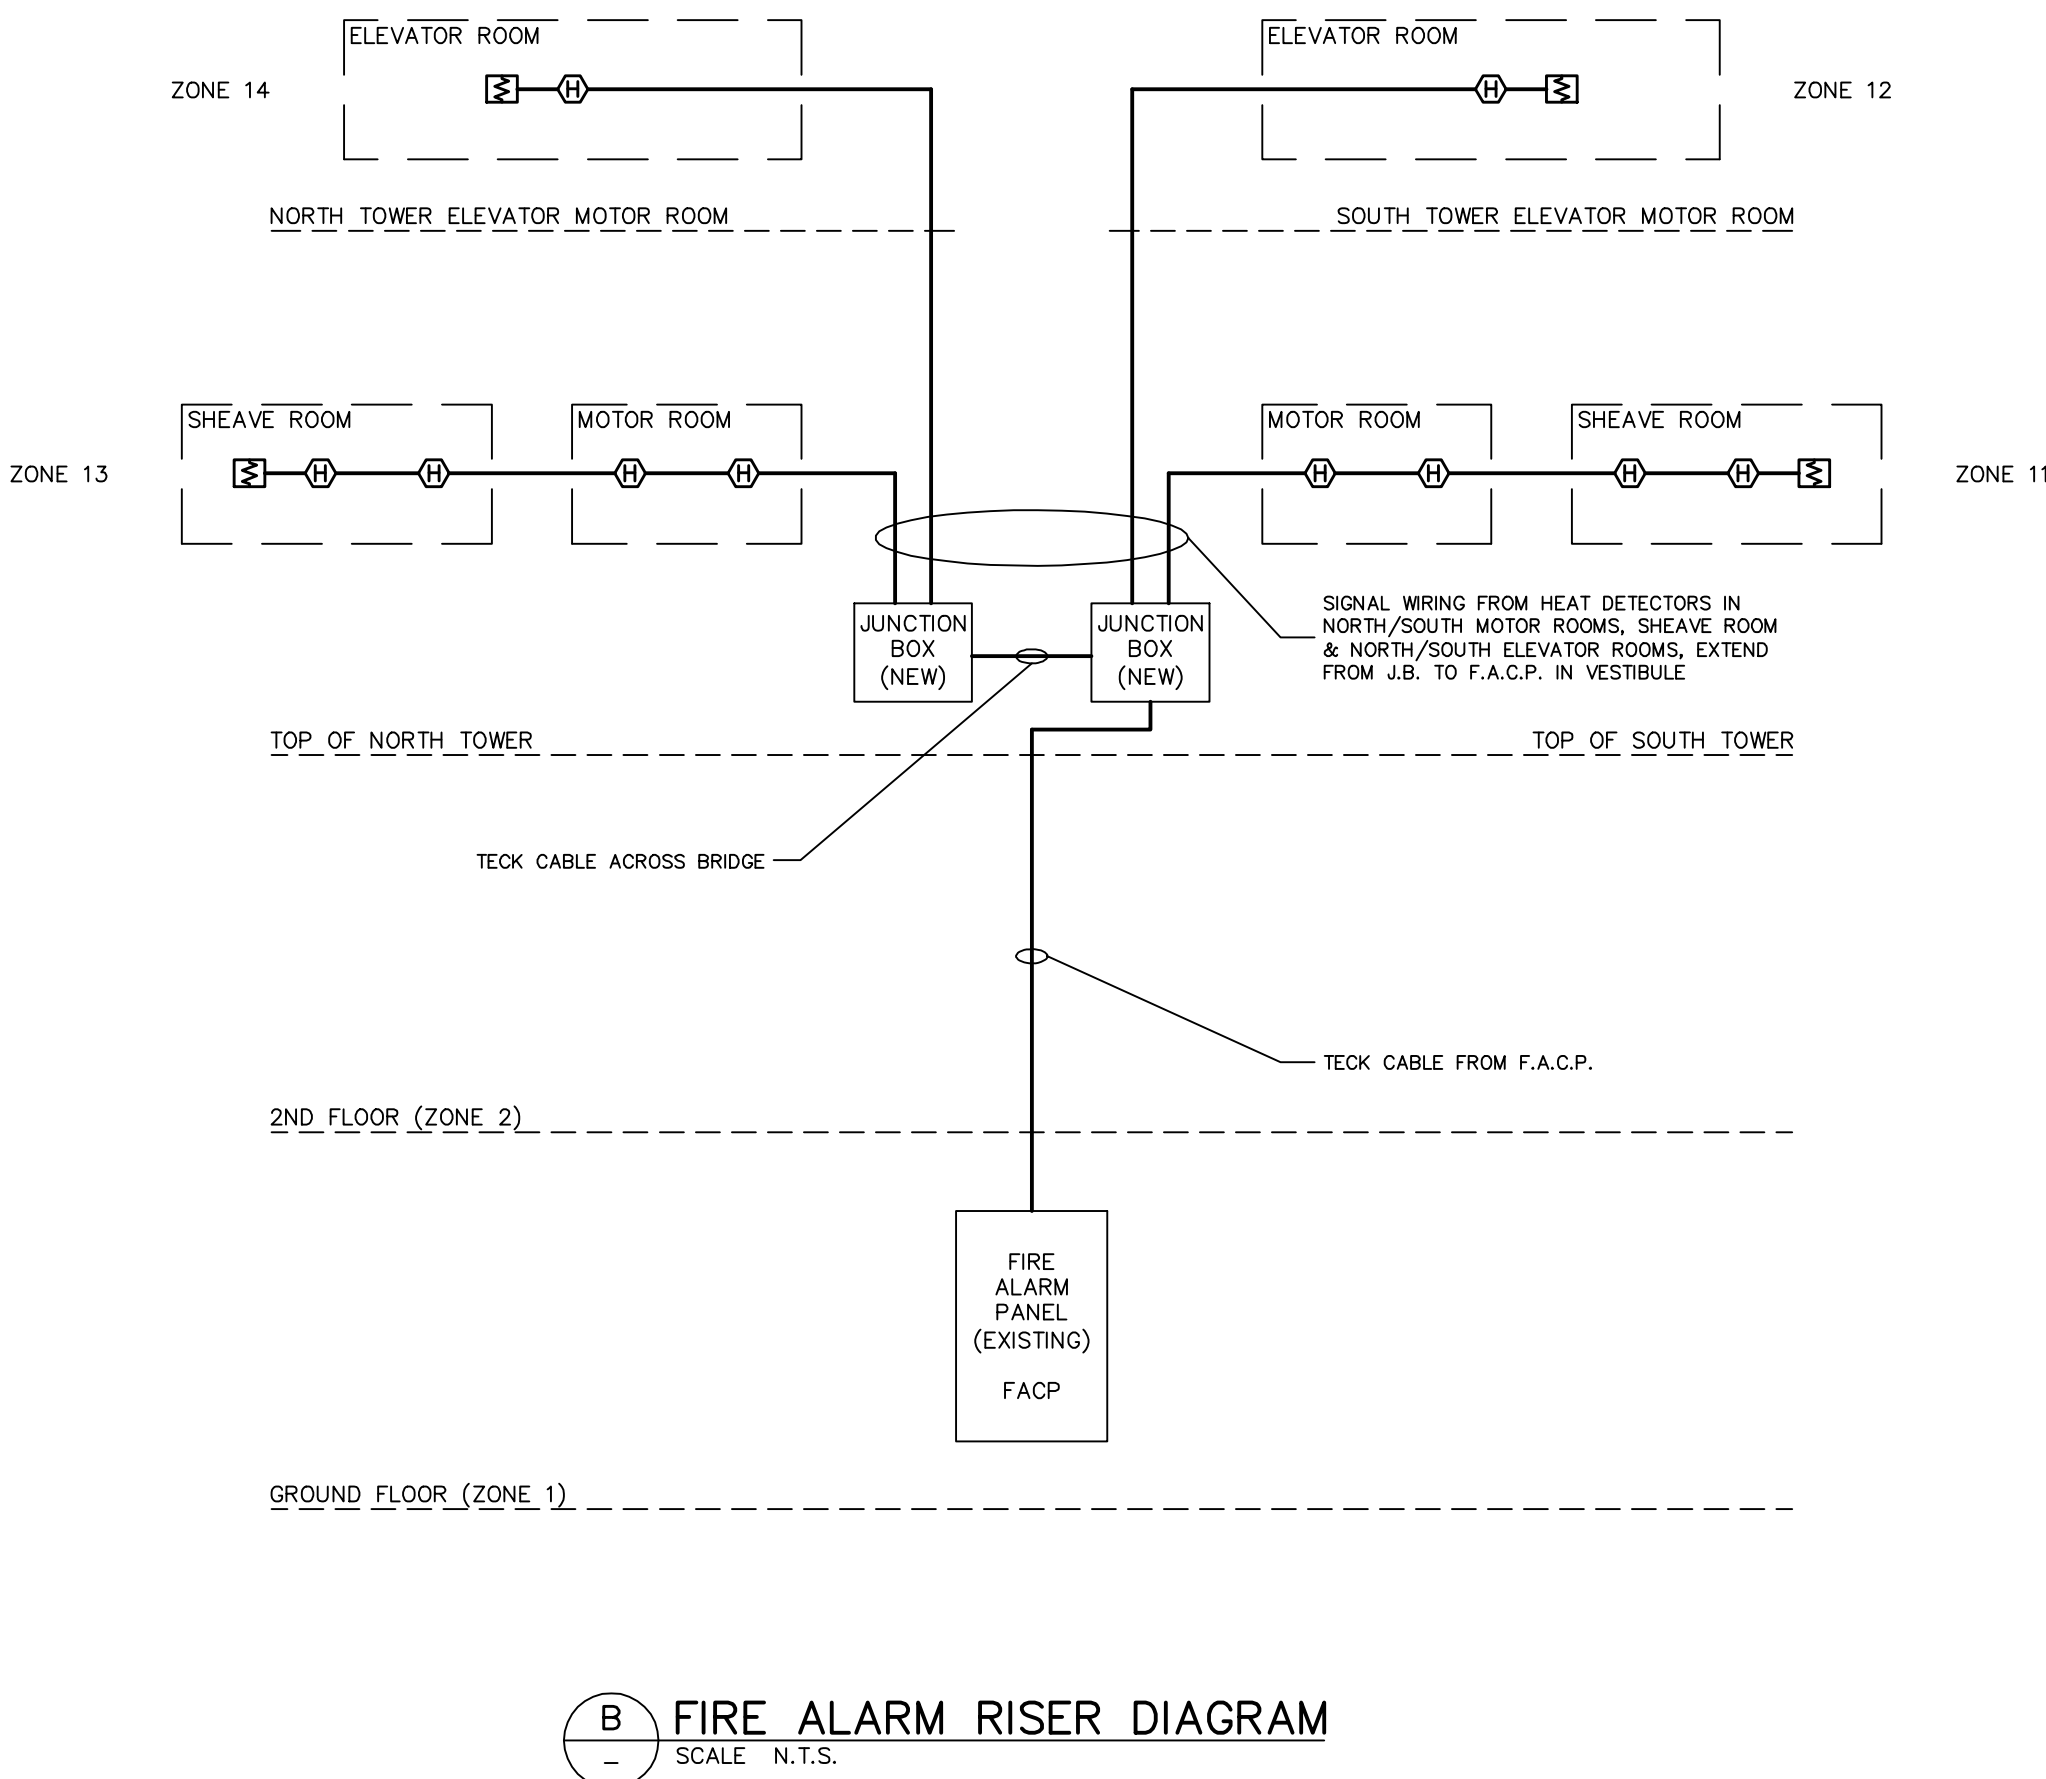 ELEVATOR ROOM
ELEVATOR ROOM
ZONE 14
H
H
ZONE 12
NORTH TOWER ELEVATOR MOTOR ROOM
SOUTH TOWER ELEVATOR MOTOR ROOM
SHEAVE ROOM
MOTOR ROOM
MOTOR ROOM
SHEAVE ROOM
ZONE 13
H
H
H
H
H
H
H
H
ZONE 11
JUNCTION
BOX
(NEW)
JUNCTION
BOX
(NEW)
SIGNAL WIRING FROM HEAT DETECTORS IN
NORTH/SOUTH MOTOR ROOMS, SHEAVE ROOM
& NORTH/SOUTH ELEVATOR ROOMS, EXTEND
FROM J.B. TO F.A.C.P. IN VESTIBULE
TOP OF NORTH TOWER
TOP OF SOUTH TOWER
TECK CABLE ACROSS BRIDGE
TECK CABLE FROM F.A.C.P.
2ND FLOOR (ZONE 2)
FIRE
ALARM
PANEL
(EXISTING)
FACP
GROUND FLOOR (ZONE 1)
B
–
FIRE ALARM RISER DIAGRAM
SCALE N.T.S.